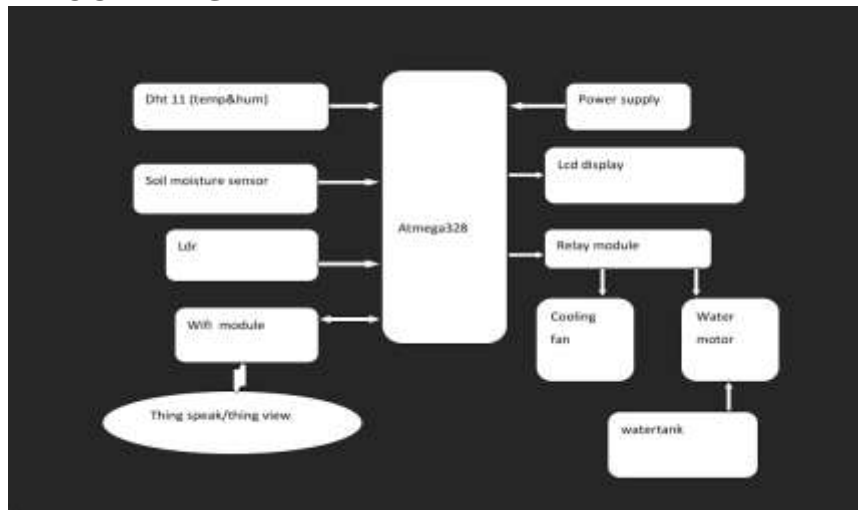 Dht 11 (temp&hum)
Power supply
Soil moisture sensor
Lcd display
Atmega328
Ldr
Relay module
Wifi module
Cooling
fan
Water
motor
Thing speak/thing view
watertank